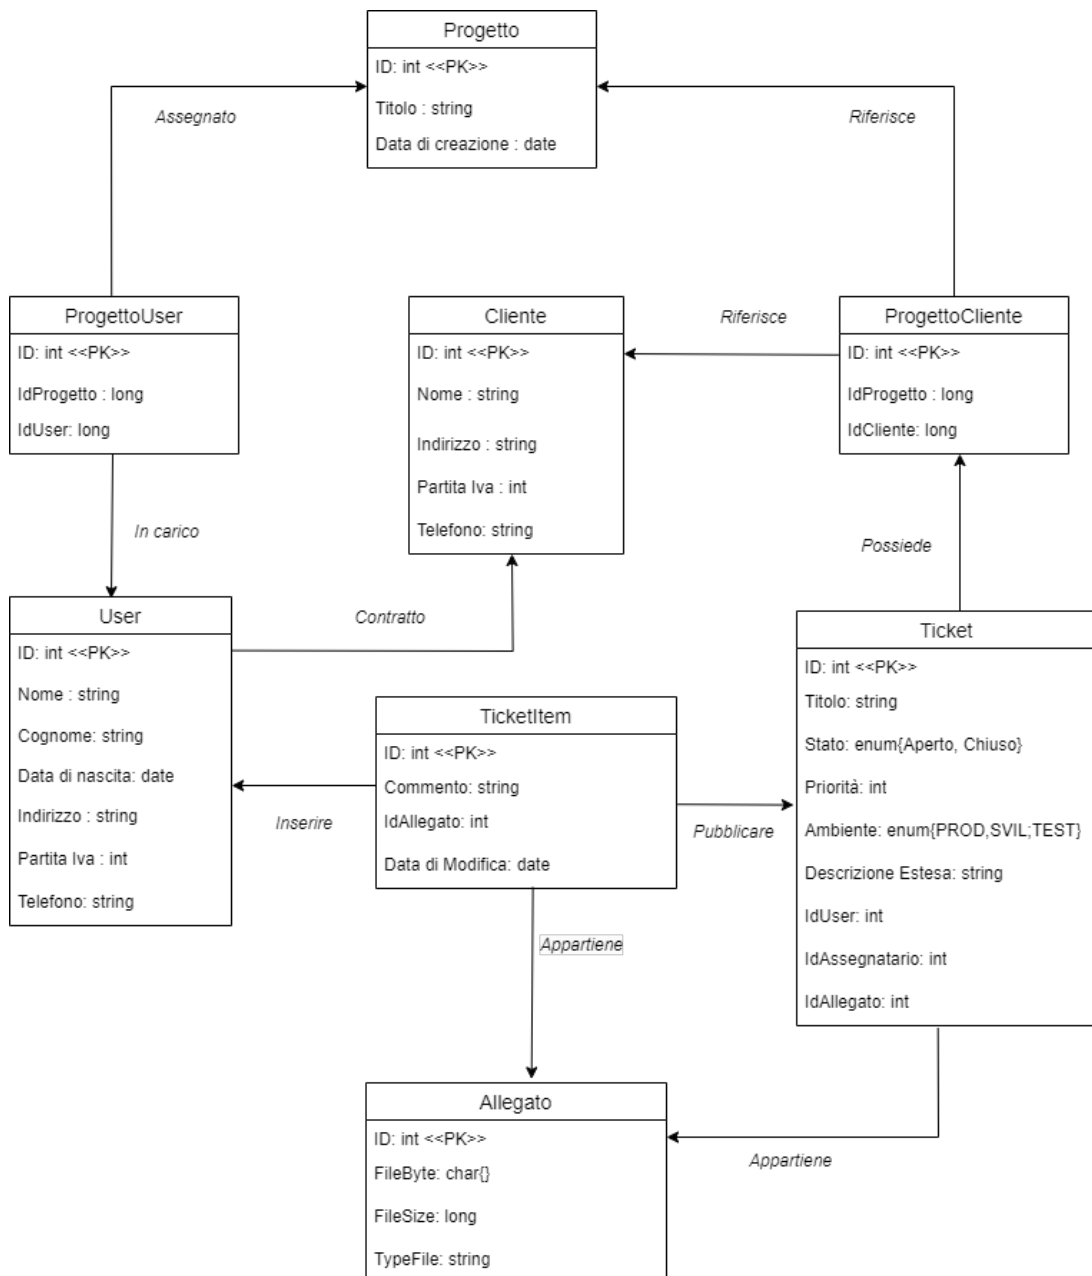 Progetto
ID: int <<PK>>
Titolo : string
Data di creazione : date
Assegnato
Riferisce
ProgettoUser
ID: int <<PK>>
IdProgetto : long
IdUser: long
Cliente
ID: int <<PK>>
Nome : string
Indirizzo : string
Partita Iva : int
Telefono: string
Riferisce
ProgettoCliente
ID: int <<PK>>
IdProgetto : long
IdCliente: long
In carico
Possiede
Contratto
User
ID: int <<PK>>
Nome : string
Cognome: string
Data di nascita: date
Indirizzo : string
Partita Iva : int
Telefono: string
Inserire
TicketItem
ID: int <<PK>>
Commento: string
IdAllegato: int
Data di Modifica: date
Pubblicare
Ticket
ID: int <<PK>>
Titolo: string
Stato: enum{Aperto, Chiuso}
Priorità: int
Ambiente: enum{PROD,SVIL;TEST}
Descrizione Estesa: string
IdUser: int
IdAssegnatario: int
IdAllegato: int
Appartiene
Allegato
ID: int <<PK>>
FileByte: char{}
FileSize: long
TypeFile: string
Appartiene